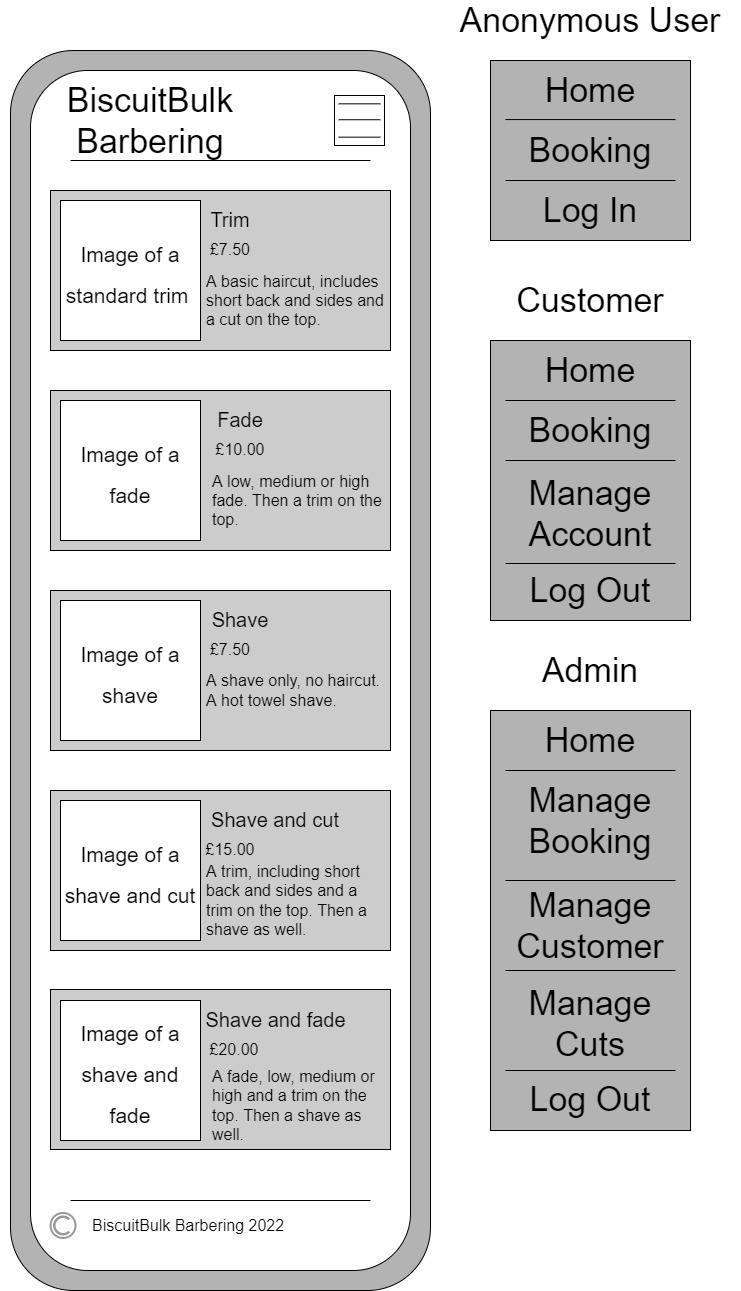 BiscuitBulk
Barbering
Image of a
standard trim
Trim
£7.50
A basic haircut, includes
short back and sides and
a cut on the top.
Image of a
fade
Fade
£10.00
A low, medium or high
fade. Then a trim on the
top.
Image of a
shave
Shave
£7.50
A shave only, no haircut.
A hot towel shave.
Image of a
shave and cut
Shave and cut
£15.00
A trim, including short
back and sides and a
trim on the top. Then a
shave as well.
Image of a
shave and
fade
Shave and fade
£20.00
A fade, low, medium or
high and a trim on the
top. Then a shave as
well.
© BiscuitBulk Barbering 2022
Anonymous User
Home
Booking
Log In
Customer
Home
Booking
Manage
Account
Log Out
Admin
Home
Manage
Booking
Manage
Customer
Manage
Cuts
Log Out